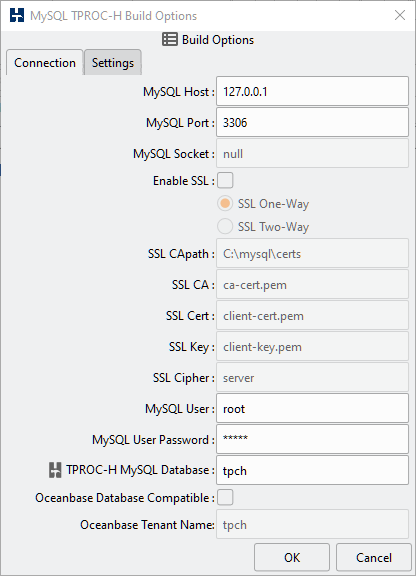 MySQL TPROC-H Build Options
Build Options
Connection Settings
MySQL Host : 127.0.0.1
MySQL Port : 3306
MySQL Socket : null
Enable SSL :
SSL One-Way
SSL Two-Way
SSL CApath : C:\mysql\certs
SSL CA : ca-cert.pem
SSL Cert : client-cert.pem
SSL Key : client-key.pem
SSL Cipher : server
MySQL User : root
MySQL User Password : *****
TPROC-H MySQL Database : tpch
Oceanbase Database Compatible :
Oceanbase Tenant Name: tpch
OK Cancel